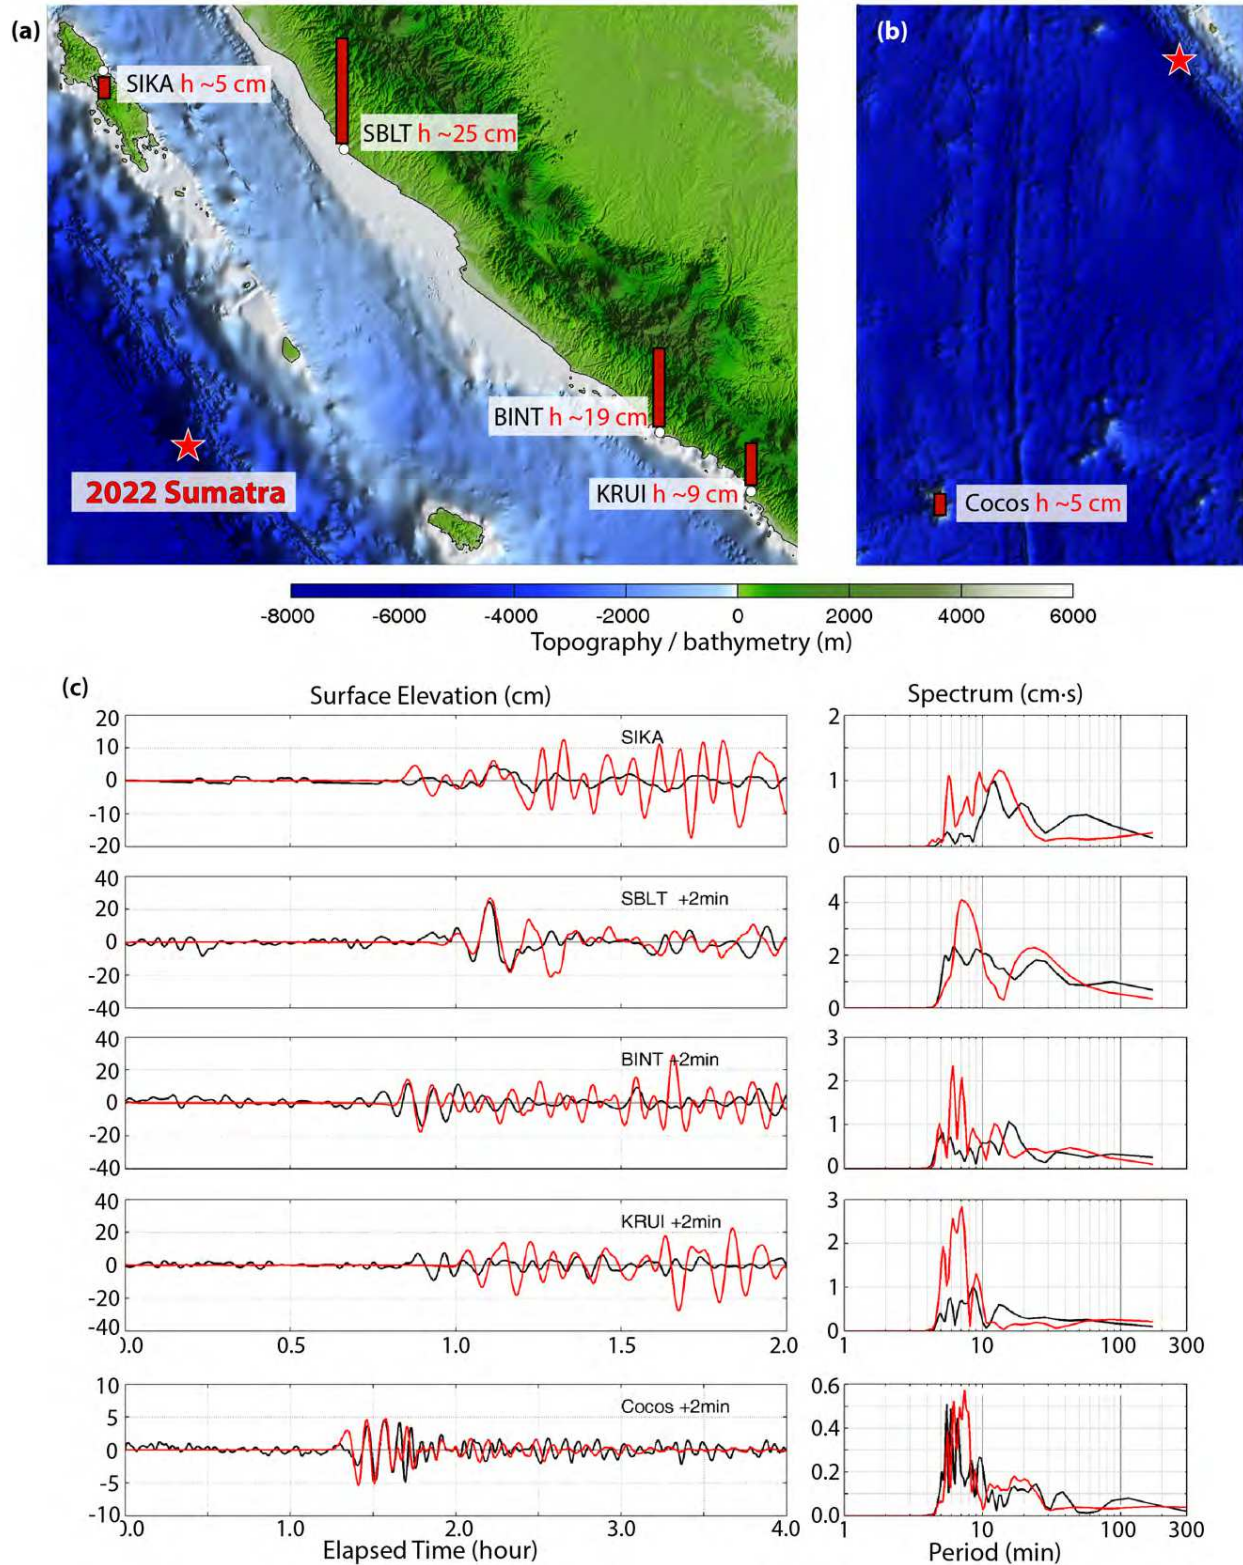 (a)
SIKA h ~5 cm
SBLT h ~25 cm
BINT h ~19 cm
KRUI h ~9 cm
2022 Sumatra
(b)
Cocos h ~5 cm
-8000 -6000 -4000 -2000 0 2000 4000 6000
Topography / bathymetry (m)
(c)
Surface Elevation (cm)
Spectrum (cm·s)
20
10
0
-10
-20
SIKA
2
1
0
40
20
0
-20
-40
SBLT +2min
4
2
0
40
20
0
-20
-40
BINT +2min
3
2
1
0
40
20
0
-20
-40
KRUI +2min
3
2
1
0
0.0 0.5 1.0 1.5 2.0
1 10 100 300
10
5
0
-5
-10
Cocos +2min
0.6
0.4
0.2
0.0
0.0 1.0 2.0 3.0 4.0
Elapsed Time (hour)
1 10 100 300
Period (min)